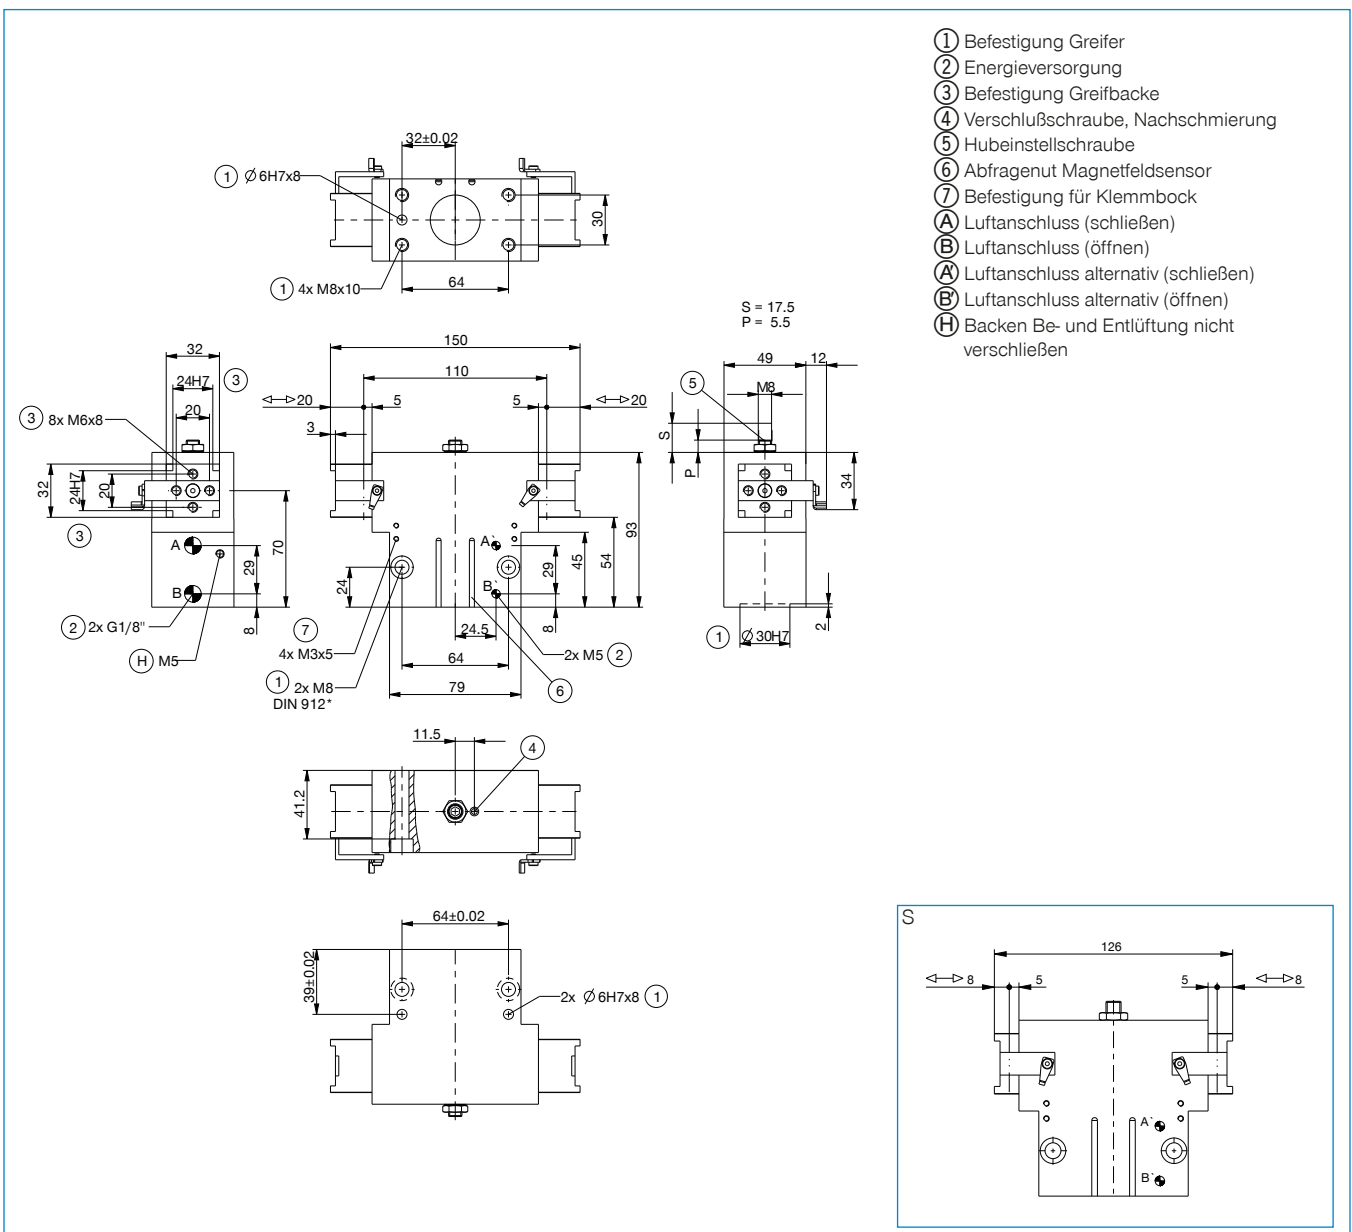 ① Befestigung Greifer
② Energieversorgung
③ Befestigung Greifbacke
④ Verschlußschraube, Nachschmierung
⑤ Hubeinstellschraube
⑥ Abfragenut Magnetfeldsensor
⑦ Befestigung für Klemmbock
Ⓐ Luftanschluss (schließen)
Ⓑ Luftanschluss (öffnen)
A' Luftanschluss alternativ (schließen)
B' Luftanschluss alternativ (öffnen)
Ⓗ Backen Be- und Entlüftung nicht
verschließen
32±0.02
① Ø 6H7x8
30
① 4x M8x10
64
32
24H7 ③
20
③ 8x M6x8
32
24H7
20
③
A
B
70
29
8
② 2x G1/8"
Ⓗ M5
150
110
20
5
5
20
3
A`
B`
24
93
54
45
29
8
24.5
⑦
4x M3x5
64
2x M5 ②
① 2x M8
DIN 912*
79
⑥
S = 17.5
P = 5.5
49
12
⑤
M8
S
P
34
2
① Ø 30H7
11.5
④
41.2
64±0.02
39±0.02
2x Ø 6H7x8 ①
S
126
8
5
5
8
A`
B`